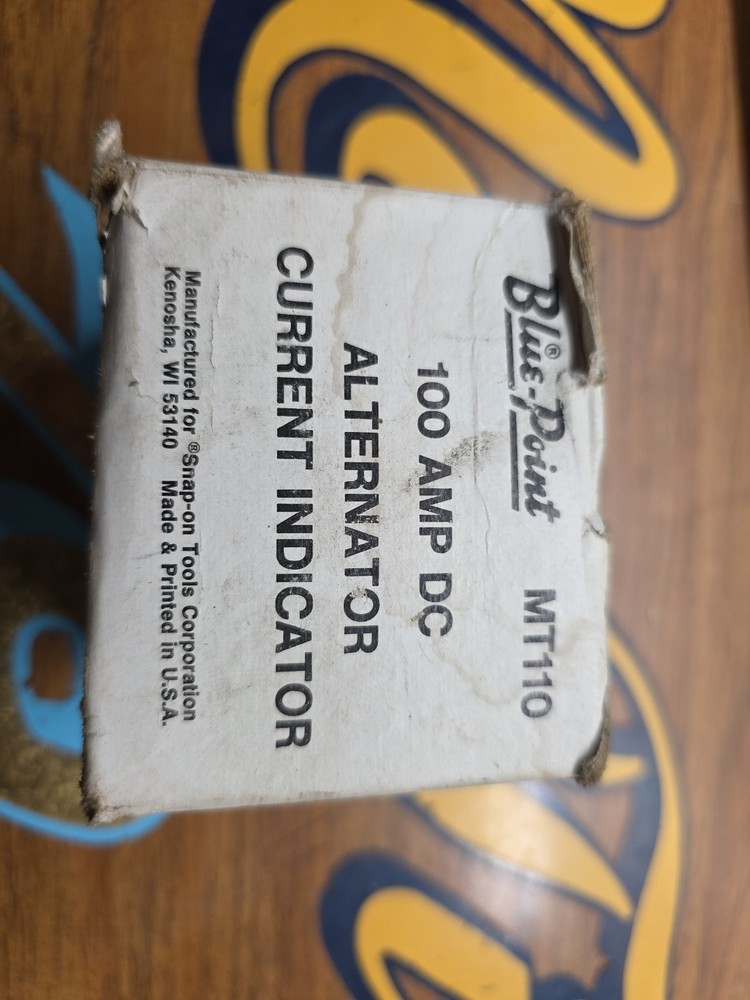 Blue-Point® MT110
100 AMP DC
ALTERNATOR
CURRENT INDICATOR
Manufactured for ®Snap-on Tools Corporation
Kenosha, WI 53140 Made & Printed in U.S.A.